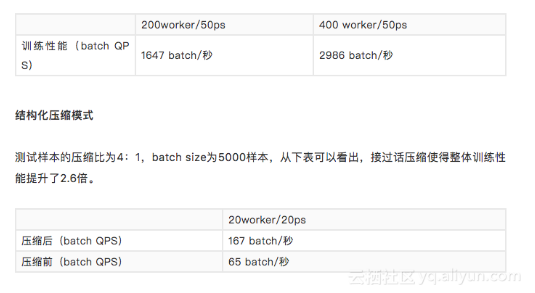 200worker/50ps 400 worker/50ps
训练性能（batch QP
S） 1647 batch/秒 2986 batch/秒
结构化压缩模式
测试样本的压缩比为4：1，batch size为5000样本，从下表可以看出，接过话压缩使得整体训练性
能提升了2.6倍。
20worker/20ps
压缩后（batch QPS） 167 batch/秒
压缩前（batch QPS） 65 batch/秒
云栖社区 yq.aliyun.com